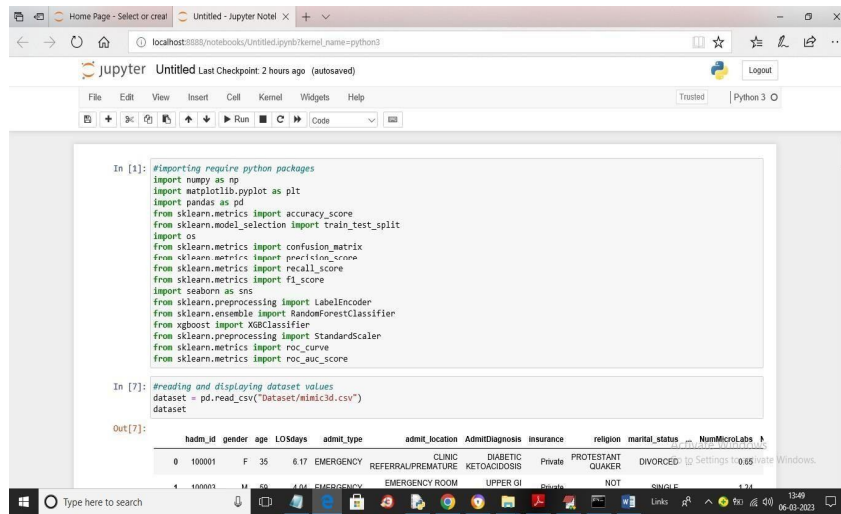 Home Page - Select or creat
Untitled - Jupyter Notel
localhost:8888/notebooks/Untitled.ipynb?kernel_name=python3
jupyter Untitled Last Checkpoint: 2 hours ago (autosaved)
Logout
File Edit View Insert Cell Kernel Widgets Help
Trusted Python 3
Run Code
In [1]: #importing require python packages
import numpy as np
import matplotlib.pyplot as plt
import pandas as pd
from sklearn.metrics import accuracy_score
from sklearn.model_selection import train_test_split
import os
from sklearn.metrics import confusion_matrix
from sklearn.metrics import precision_score
from sklearn.metrics import recall_score
from sklearn.metrics import f1_score
import seaborn as sns
from sklearn.preprocessing import LabelEncoder
from sklearn.ensemble import RandomForestClassifier
from xgboost import XGBClassifier
from sklearn.preprocessing import StandardScaler
from sklearn.metrics import roc_curve
from sklearn.metrics import roc_auc_score
In [7]: #reading and displaying dataset values
dataset = pd.read_csv("Dataset/mimic3d.csv")
dataset
Out[7]:
hadm_id gender age LOSdays admit_type admit_location AdmitDiagnosis insurance religion marital_status ... NumMicroLabs
Activate Windows
0 100001 F 35 6.17 EMERGENCY CLINIC REFERRAL/PREMATURE DIABETIC KETOACIDOSIS Private PROTESTANT QUAKER DIVORCED 0.65
Go to Settings to activate Windows.
1 100003 M 59 4.04 EMERGENCY EMERGENCY ROOM UPPER GI Private NOT SINGLE 1.24
Type here to search
Links
13:49
06-03-2023